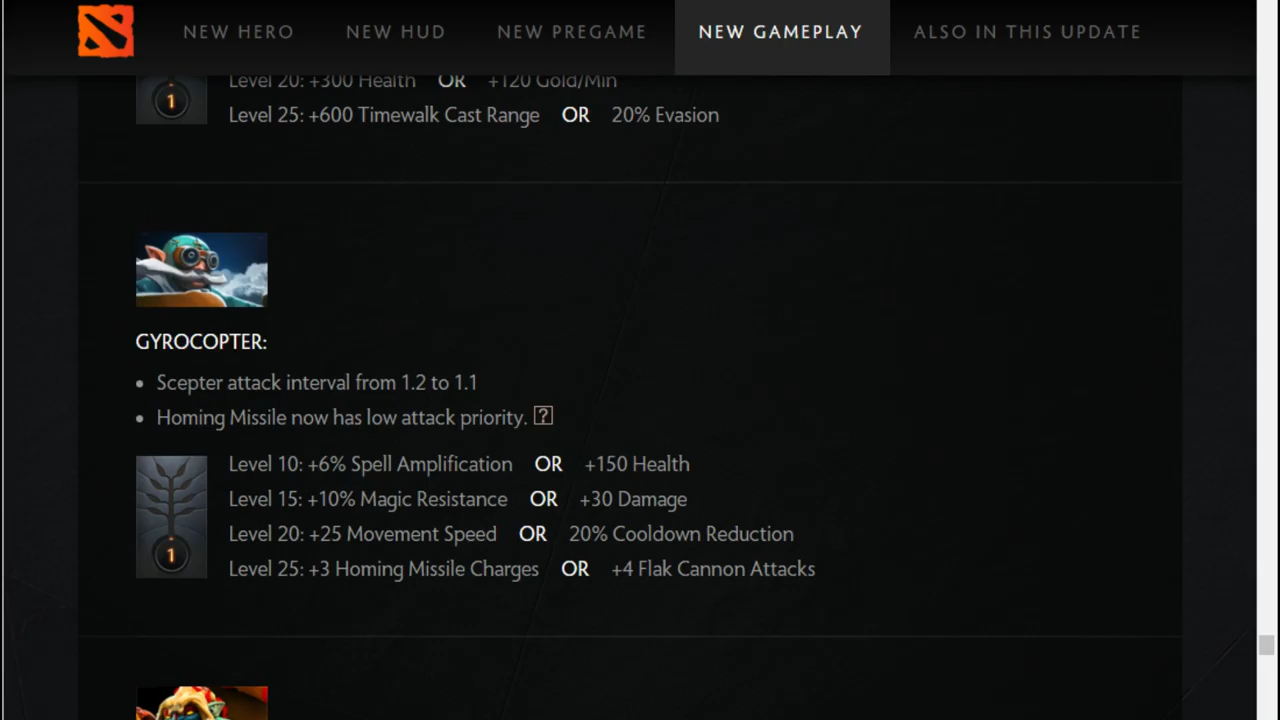 NEW HERO NEW HUD NEW PREGAME NEW GAMEPLAY ALSO IN THIS UPDATE
Level 20: +300 Health OR +120 Gold/Min
1
Level 25: +600 Timewalk Cast Range OR 20% Evasion
GYROCOPTER:
• Scepter attack interval from 1.2 to 1.1
• Homing Missile now has low attack priority. ?
Level 10: +6% Spell Amplification OR +150 Health
Level 15: +10% Magic Resistance OR +30 Damage
Level 20: +25 Movement Speed OR 20% Cooldown Reduction
1
Level 25: +3 Homing Missile Charges OR +4 Flak Cannon Attacks